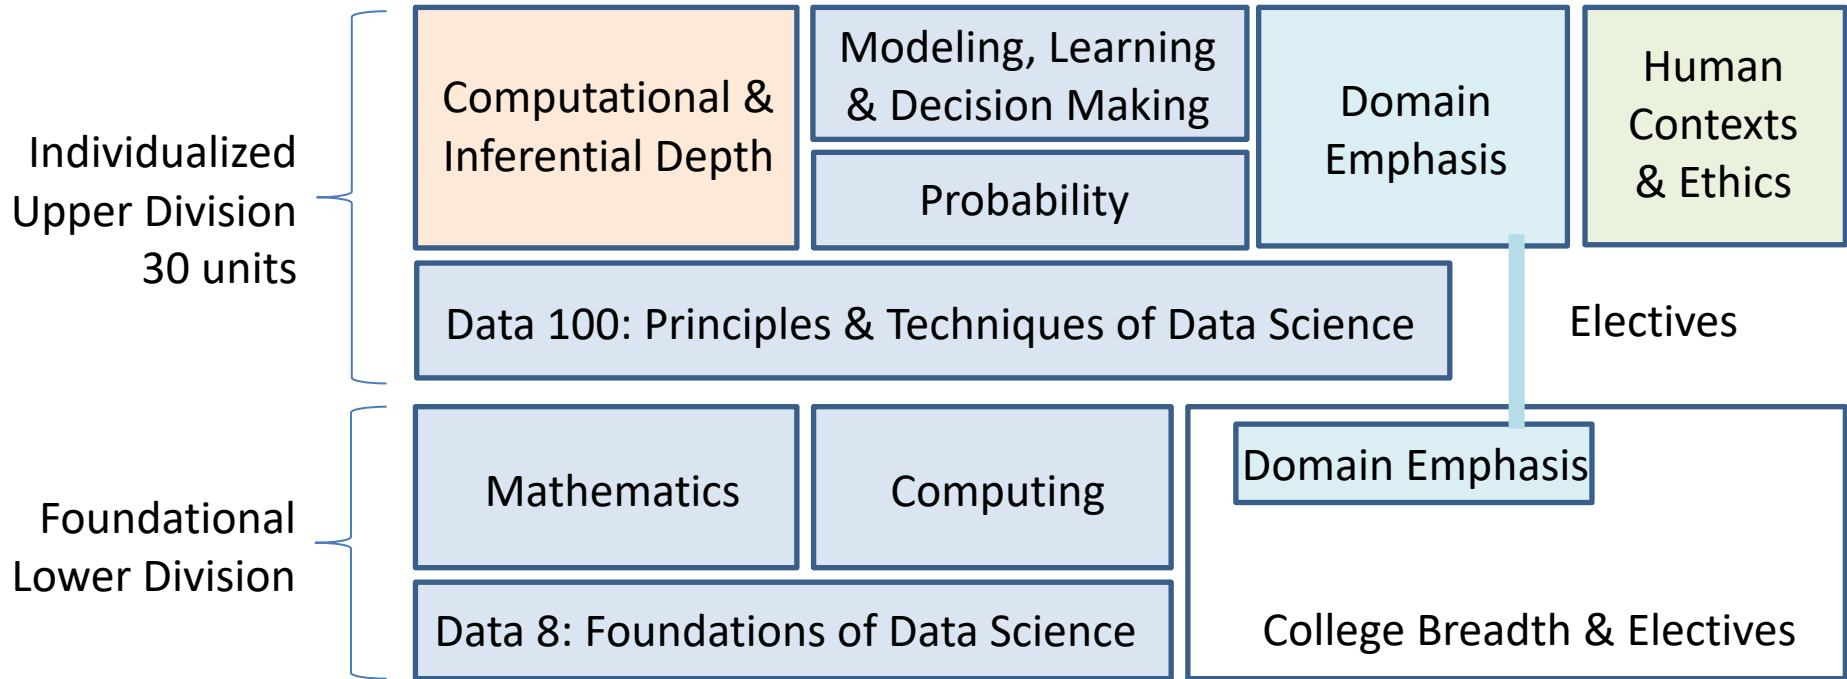 Individualized
Upper Division
30 units
Computational &
Inferential Depth
Modeling, Learning
& Decision Making
Probability
Domain
Emphasis
Human
Contexts
& Ethics
Data 100: Principles & Techniques of Data Science
Electives
Foundational
Lower Division
Mathematics
Computing
Domain Emphasis
Data 8: Foundations of Data Science
College Breadth & Electives